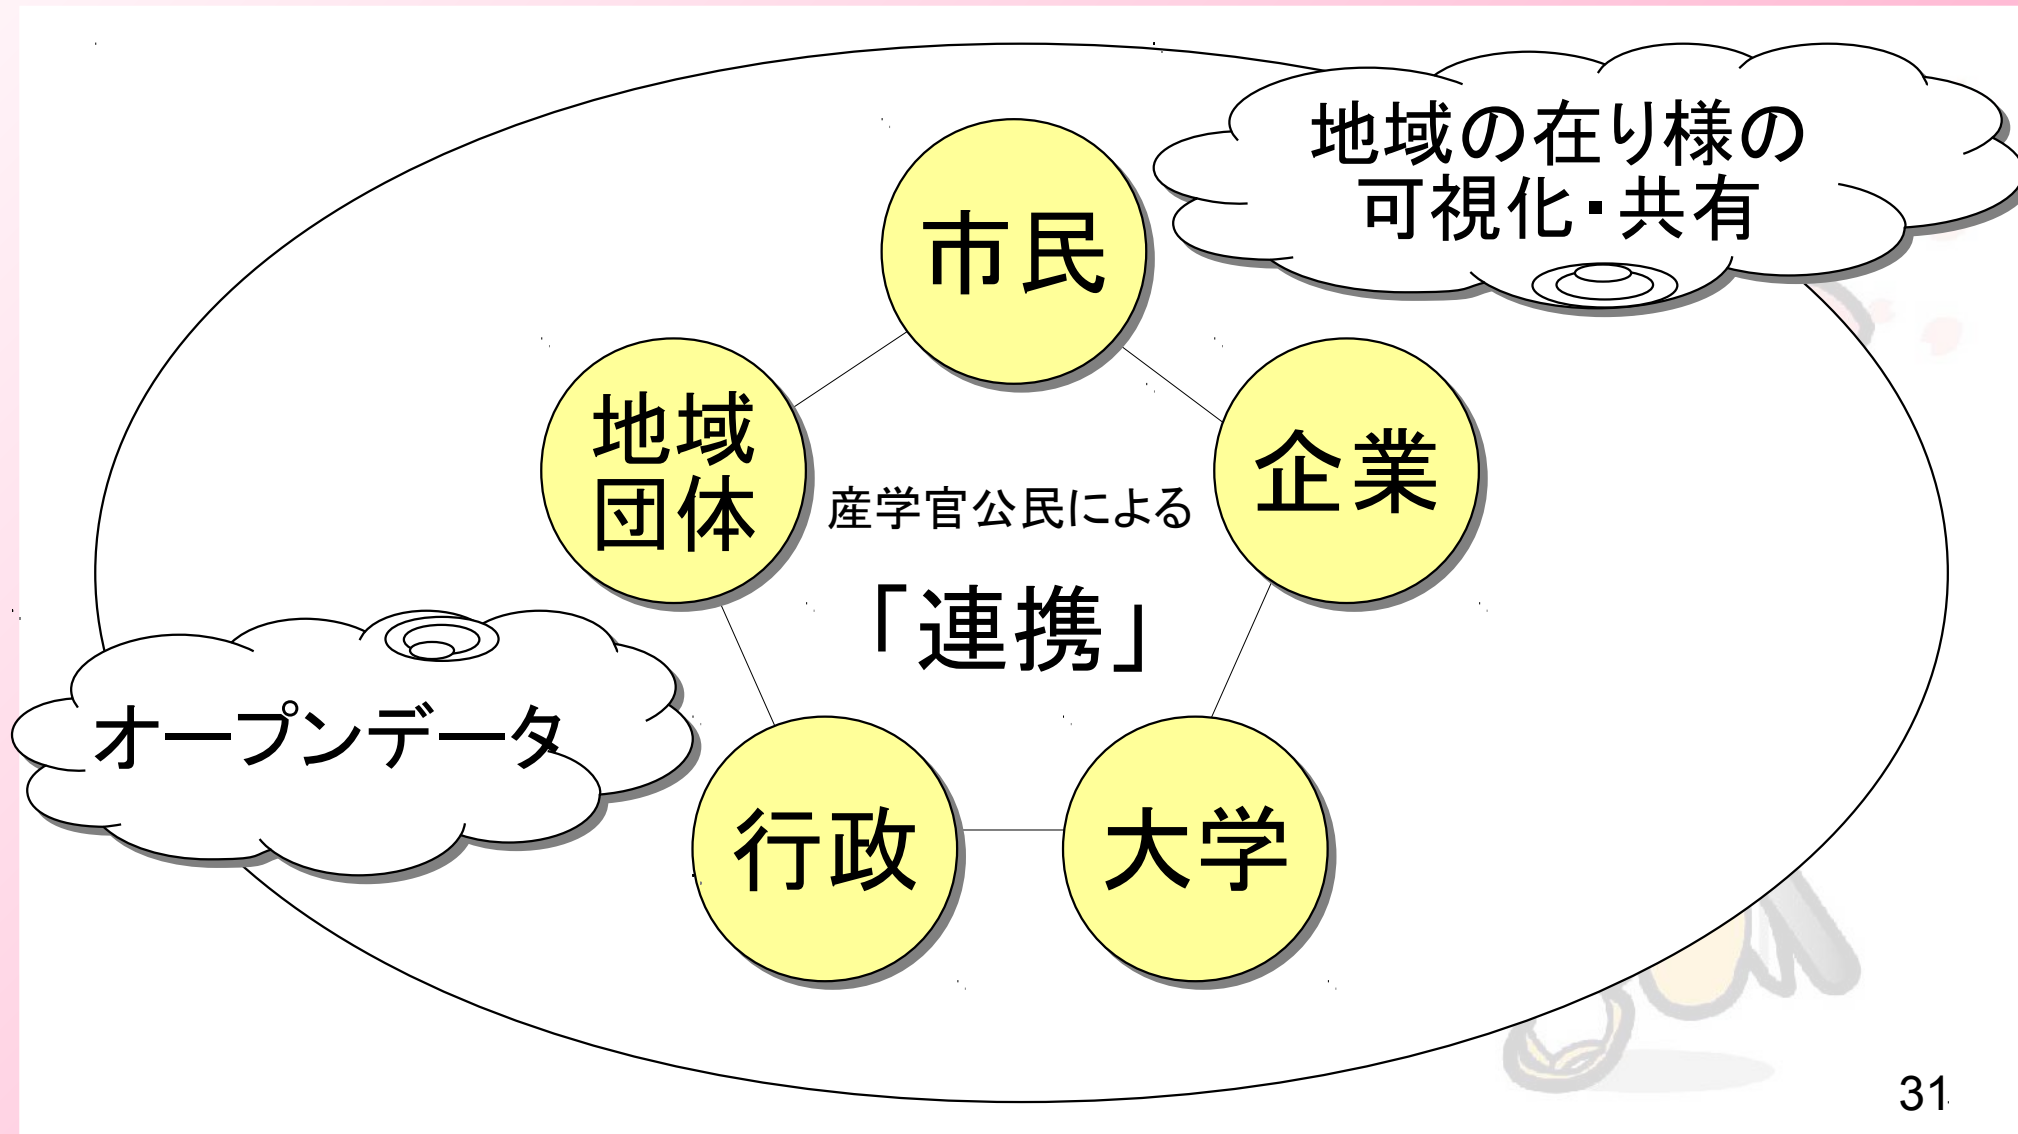 地域の在り様の
可視化・共有
市民
地域
団体
企業
産学官公民による
「連携」
オープンデータ
行政
大学
31